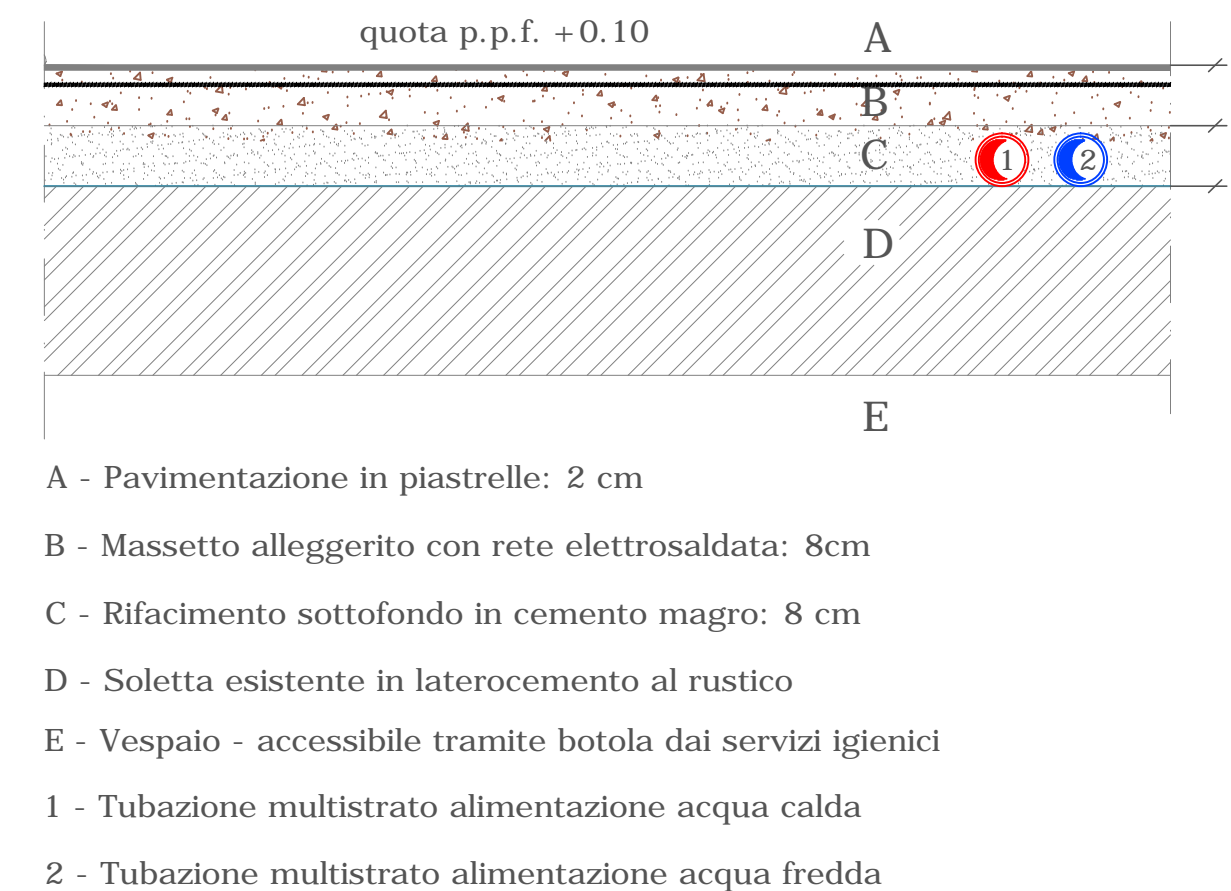 quota p.p.f. +0.10
A
B
C
1
2
D
E
A - Pavimentazione in piastrelle: 2 cm
B - Massetto alleggerito con rete elettrosaldata: 8cm
C - Rifacimento sottofondo in cemento magro: 8 cm
D - Soletta esistente in laterocemento al rustico
E - Vespaio - accessibile tramite botola dai servizi igienici
1 - Tubazione multistrato alimentazione acqua calda
2 - Tubazione multistrato alimentazione acqua fredda